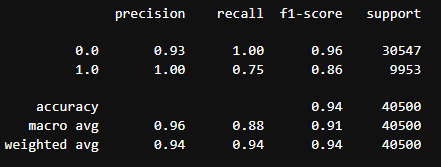 precision recall f1-score support
0.0 0.93 1.00 0.96 30547
1.0 1.00 0.75 0.86 9953
accuracy 0.94 40500
macro avg 0.96 0.88 0.91 40500
weighted avg 0.94 0.94 0.94 40500